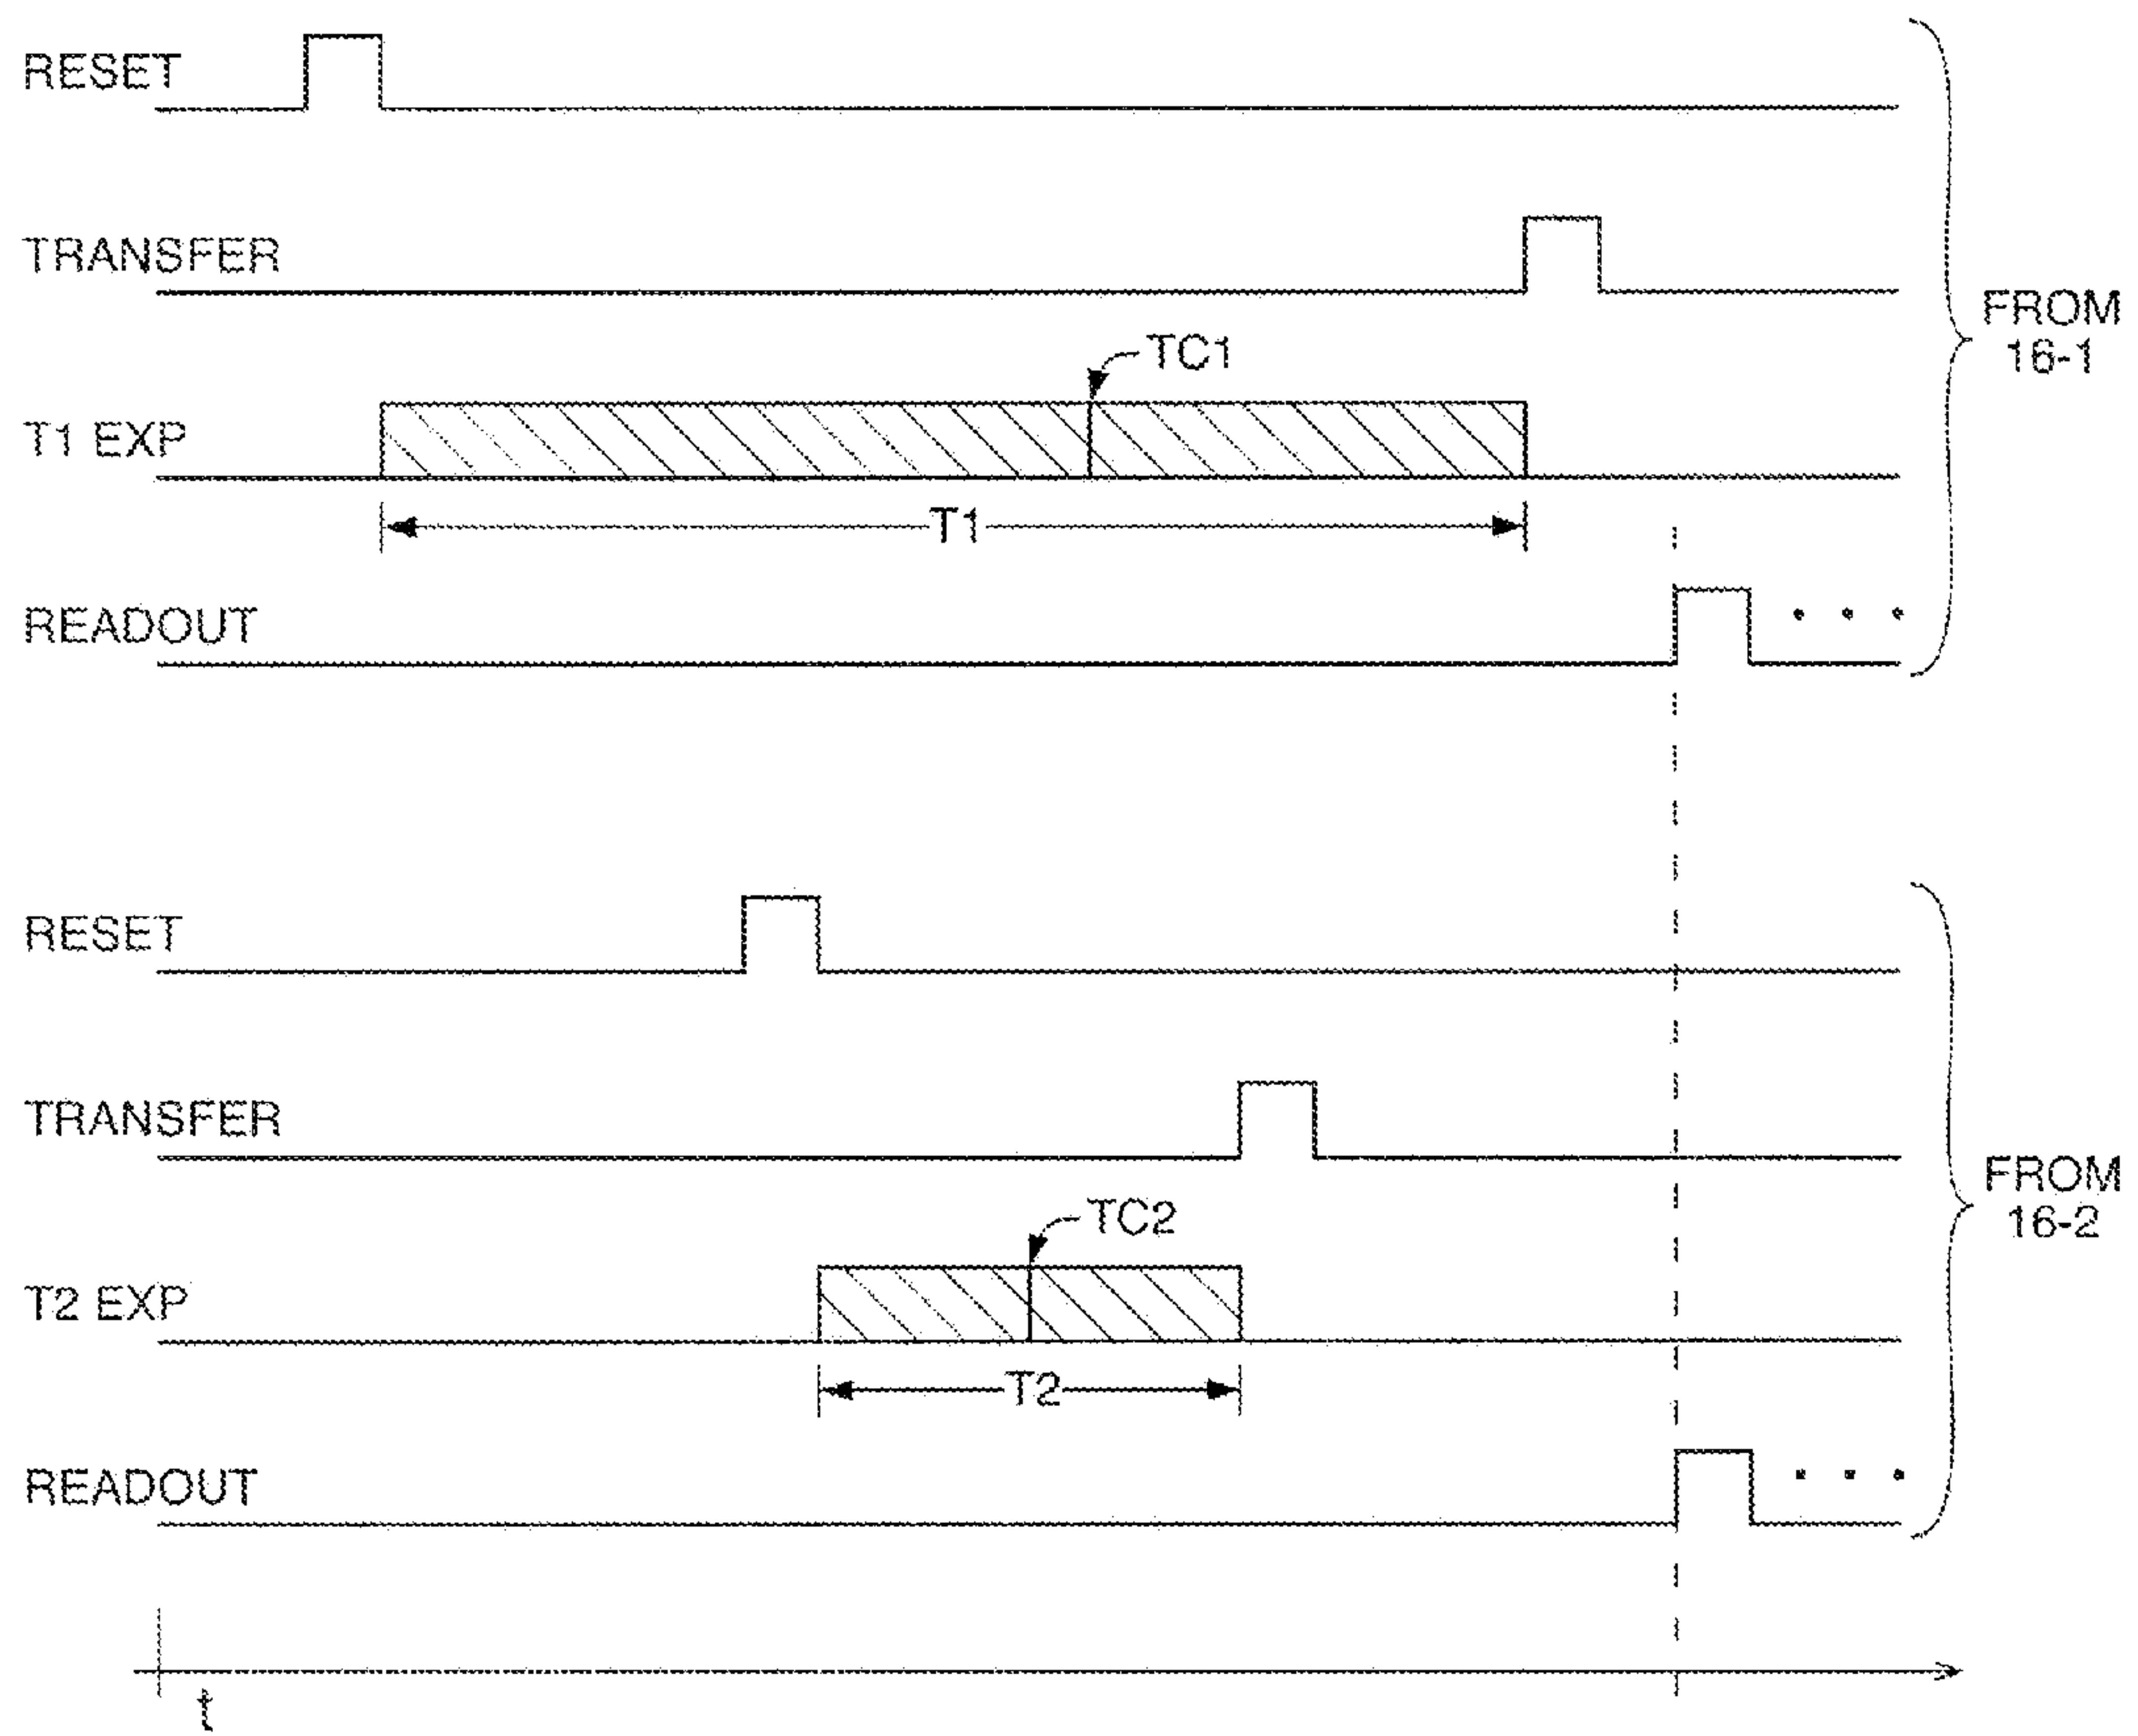 RESET
TRANSFER
FROM
16-1
TC1
T1 EXP
T1
READOUT
RESET
TRANSFER
FROM
16-2
TC2
T2 EXP
T2
READOUT
t